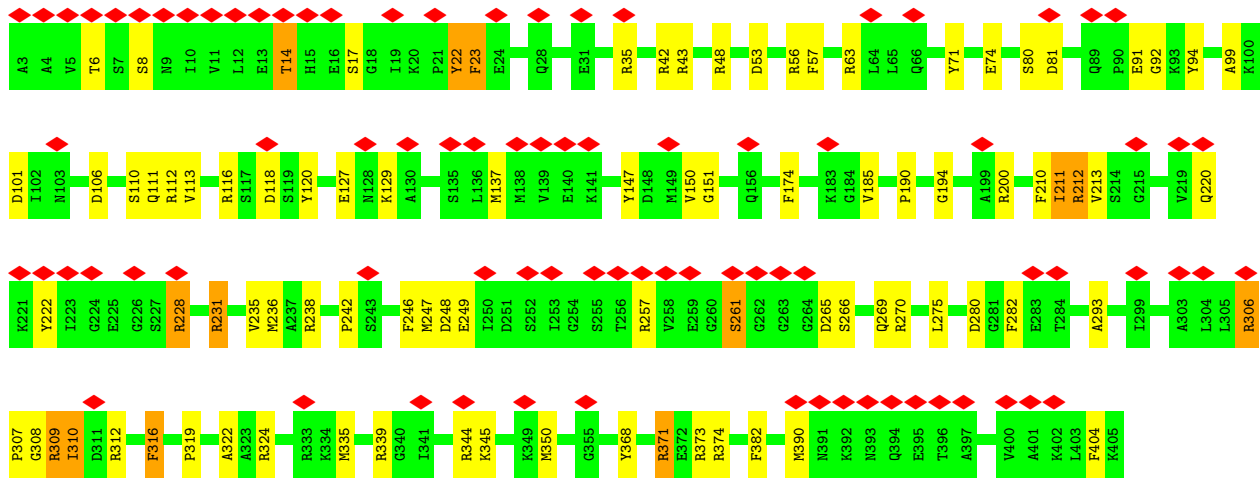 A3 A4 V5 T6 S7 S8 N9 I10 V11 L12 E13 T14 H15 E16 S17 G18 I19 K20 P21 Y22 F23 E24 Q28 E31 R35 R42 R43 R48 D53 R56 F57 R63 L64 L65 Q66 Y71 E74 S80 D81 Q89 P90 E91 G92 K93 Y94 A99 K100
D101 I102 N103 D106 S110 Q111 R112 V113 R116 S117 D118 S119 Y120 E127 N128 K129 A130 S135 L136 M137 M138 V139 E140 K141 Y147 D148 M149 V150 G151 Q156 F174 K183 G184 V185 P190 G194 A199 R200 F210 I211 R212 V213 S214 G215 V219 Q220
K221 Y222 I223 G224 E225 G226 S227 R228 R231 V235 M236 A237 R238 P242 S243 F246 M247 D248 E249 I250 D251 S252 I253 G254 S255 T256 R257 V258 E259 G260 S261 G262 G263 G264 D265 S266 Q269 R270 L275 D280 G281 F282 E283 T284 A293 I299 A303 L304 L305 R306
P307 G308 R309 I310 D311 R312 F316 P319 A322 A323 R324 R333 K334 M335 R339 G340 I341 R344 K345 K349 M350 G355 Y368 R371 E372 R373 R374 F382 M390 N391 K392 N393 Q394 E395 T396 A397 V400 A401 K402 L403 F404 K405